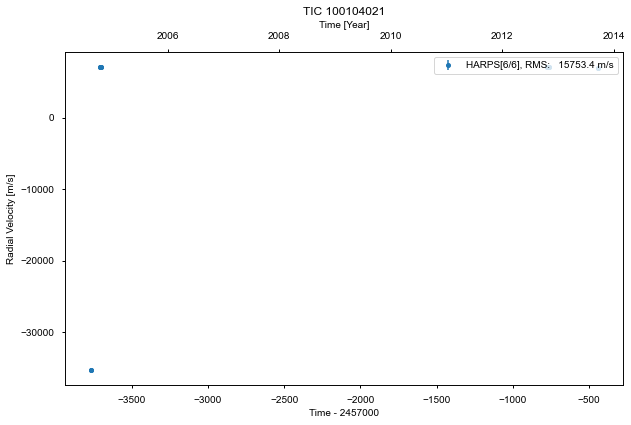 TIC 100104021
Time [Year]
2006 2008 2010 2012 2014
HARPS[6/6], RMS: 15753.4 m/s
Radial Velocity [m/s]
0
−10000
−20000
−30000
−3500 −3000 −2500 −2000 −1500 −1000 −500
Time - 2457000